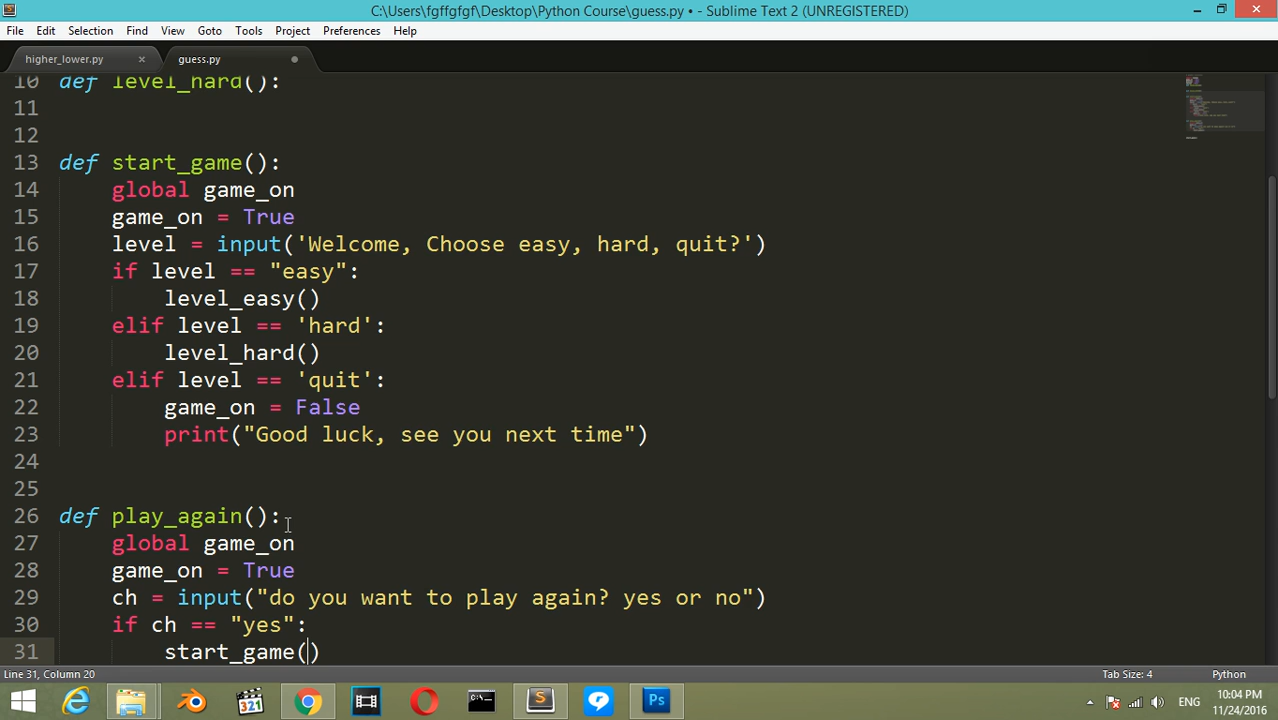 C:\Users\fgffgfgf\Desktop\Python Course\guess.py • - Sublime Text 2 (UNREGISTERED)
File Edit Selection Find View Goto Tools Project Preferences Help
higher_lower.py guess.py
10 def level_hard():
11
12
13 def start_game():
14 global game_on
15 game_on = True
16 level = input('Welcome, Choose easy, hard, quit?')
17 if level == "easy":
18 level_easy()
19 elif level == 'hard':
20 level_hard()
21 elif level == 'quit':
22 game_on = False
23 print("Good luck, see you next time")
24
25
26 def play_again():
27 global game_on
28 game_on = True
29 ch = input("do you want to play again? yes or no")
30 if ch == "yes":
31 start_game()
Line 31, Column 20 Tab Size: 4 Python
321 S Ps ENG 10:04 PM
11/24/2016